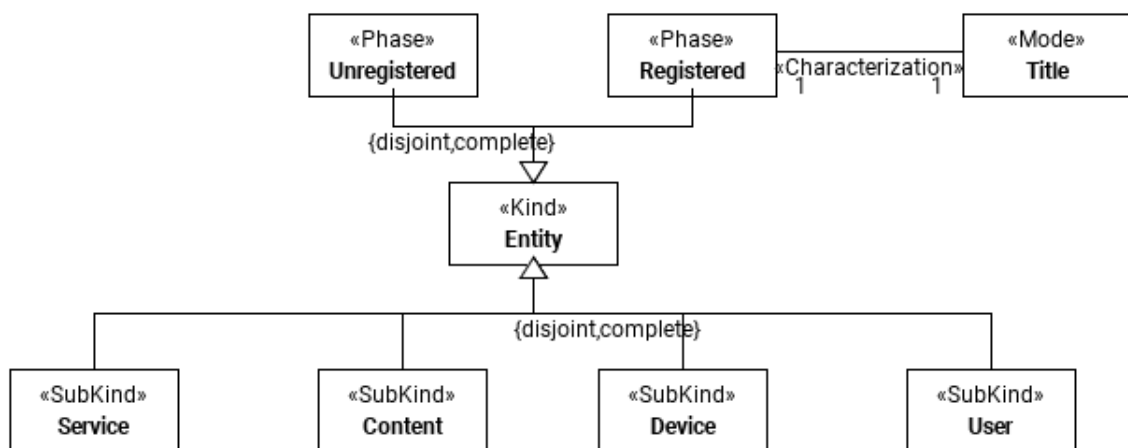 «Phase»
Unregistered
«Phase»
Registered
«Characterization»
1
1
«Mode»
Title
{disjoint,complete}
«Kind»
Entity
{disjoint,complete}
«SubKind»
Service
«SubKind»
Content
«SubKind»
Device
«SubKind»
User